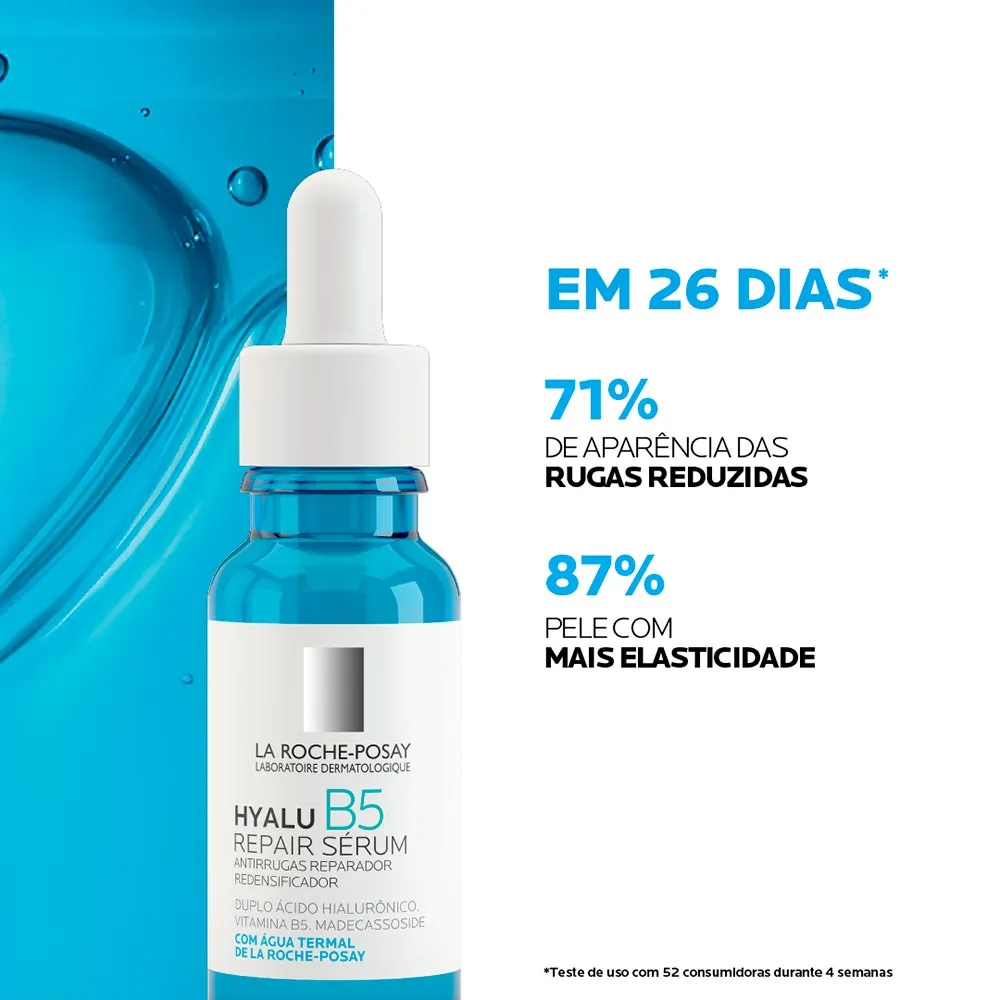 EM 26 DIAS*
71%
DE APARÊNCIA DAS
RUGAS REDUZIDAS
87%
PELE COM
MAIS ELASTICIDADE
LA ROCHE-POSAY
LABORATOIRE DERMATOLOGIQUE
HYALU B5
REPAIR SÉRUM
ANTIRRUGAS REPARADOR
REDENSIFICADOR
DUPLO ÁCIDO HIALURÔNICO.
VITAMINA B5. MADECASSOSIDE
COM ÁGUA TERMAL
DE LA ROCHE-POSAY
*Teste de uso com 52 consumidoras durante 4 semanas